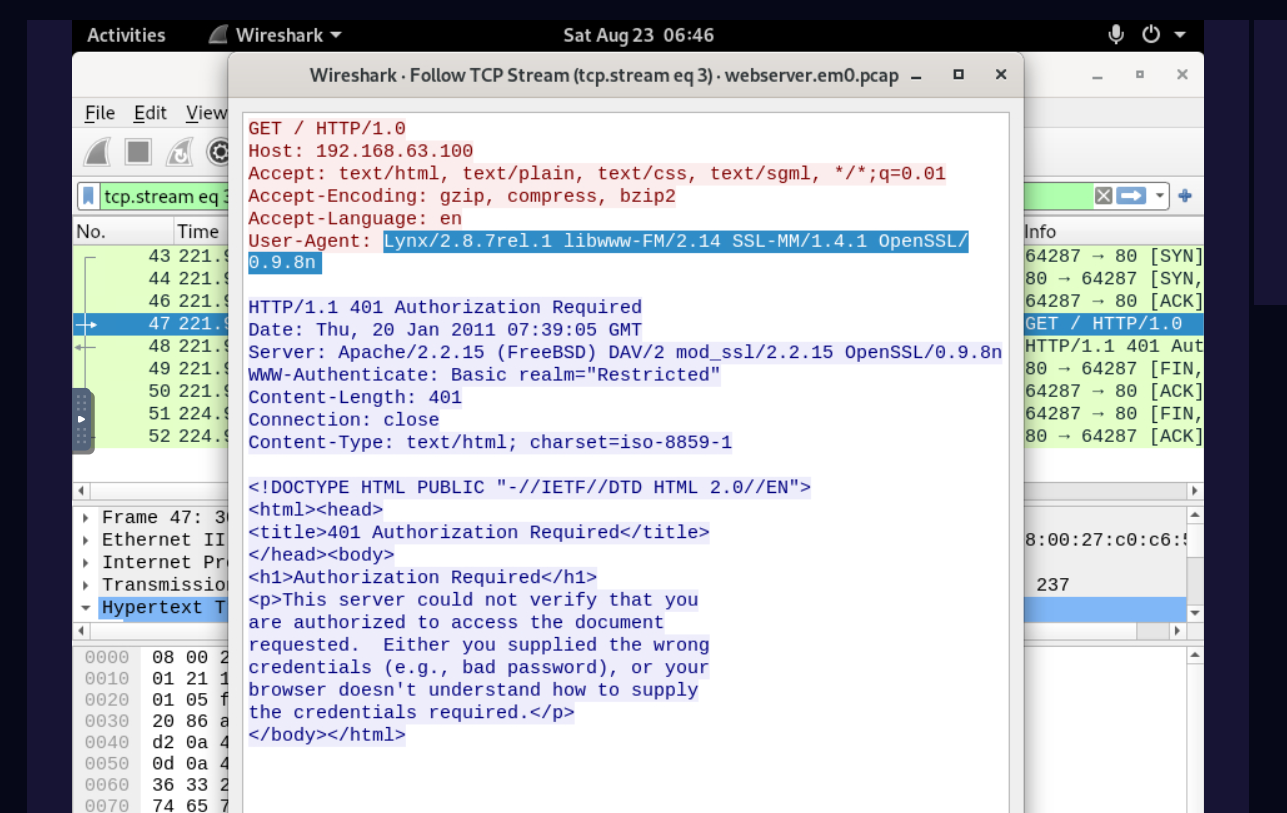 Activities Wireshark Sat Aug 23 06:46
Wireshark · Follow TCP Stream (tcp.stream eq 3) · webserver.em0.pcap
File Edit View
tcp.stream eq 3
No. Time Info
43 221.9 64287 → 80 [SYN]
44 221.9 80 → 64287 [SYN,
46 221.9 64287 → 80 [ACK]
47 221.9 GET / HTTP/1.0
48 221.9 HTTP/1.1 401 Aut
49 221.9 80 → 64287 [FIN,
50 221.9 64287 → 80 [ACK]
51 224.9 64287 → 80 [FIN,
52 224.9 80 → 64287 [ACK]
GET / HTTP/1.0
Host: 192.168.63.100
Accept: text/html, text/plain, text/css, text/sgml, */*;q=0.01
Accept-Encoding: gzip, compress, bzip2
Accept-Language: en
User-Agent: Lynx/2.8.7rel.1 libwww-FM/2.14 SSL-MM/1.4.1 OpenSSL/
0.9.8n
HTTP/1.1 401 Authorization Required
Date: Thu, 20 Jan 2011 07:39:05 GMT
Server: Apache/2.2.15 (FreeBSD) DAV/2 mod_ssl/2.2.15 OpenSSL/0.9.8n
WWW-Authenticate: Basic realm="Restricted"
Content-Length: 401
Connection: close
Content-Type: text/html; charset=iso-8859-1
<!DOCTYPE HTML PUBLIC "-//IETF//DTD HTML 2.0//EN">
<html><head>
<title>401 Authorization Required</title>
</head><body>
<h1>Authorization Required</h1>
<p>This server could not verify that you
are authorized to access the document
requested.  Either you supplied the wrong
credentials (e.g., bad password), or your
browser doesn't understand how to supply
the credentials required.</p>
</body></html>
Frame 47: 3
Ethernet II 8:00:27:c0:c6:
Internet Pr
Transmissio 237
Hypertext T
0000 08 00 2
0010 01 21 1
0020 01 05 f
0030 20 86 a
0040 d2 0a 4
0050 0d 0a 4
0060 36 33 2
0070 74 65 7